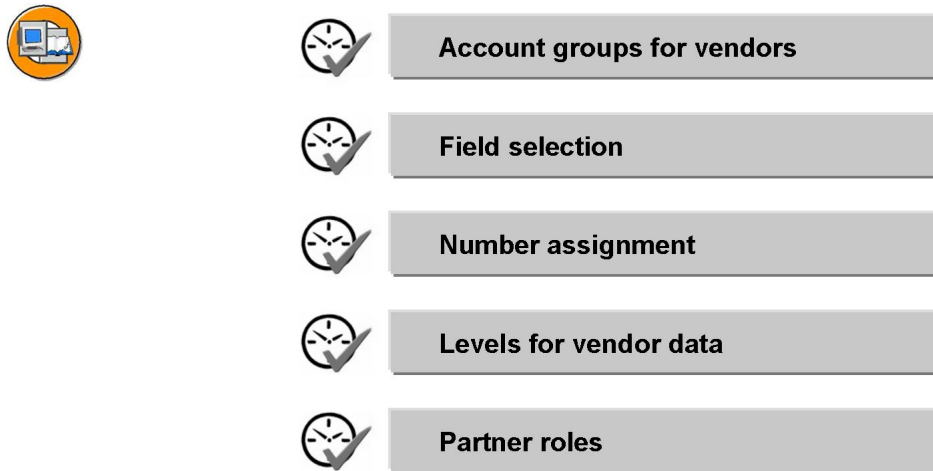 Account groups for vendors
Field selection
Number assignment
Levels for vendor data
Partner roles